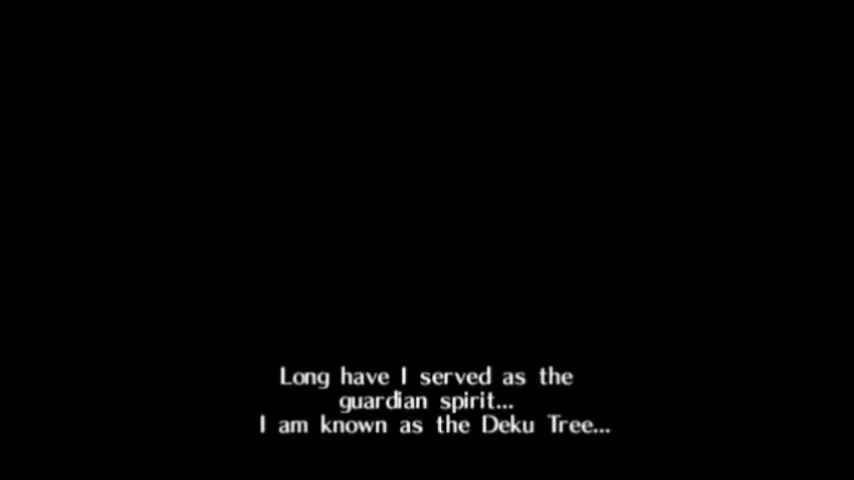 Long have I served as the
guardian spirit...
I am known as the Deku Tree...